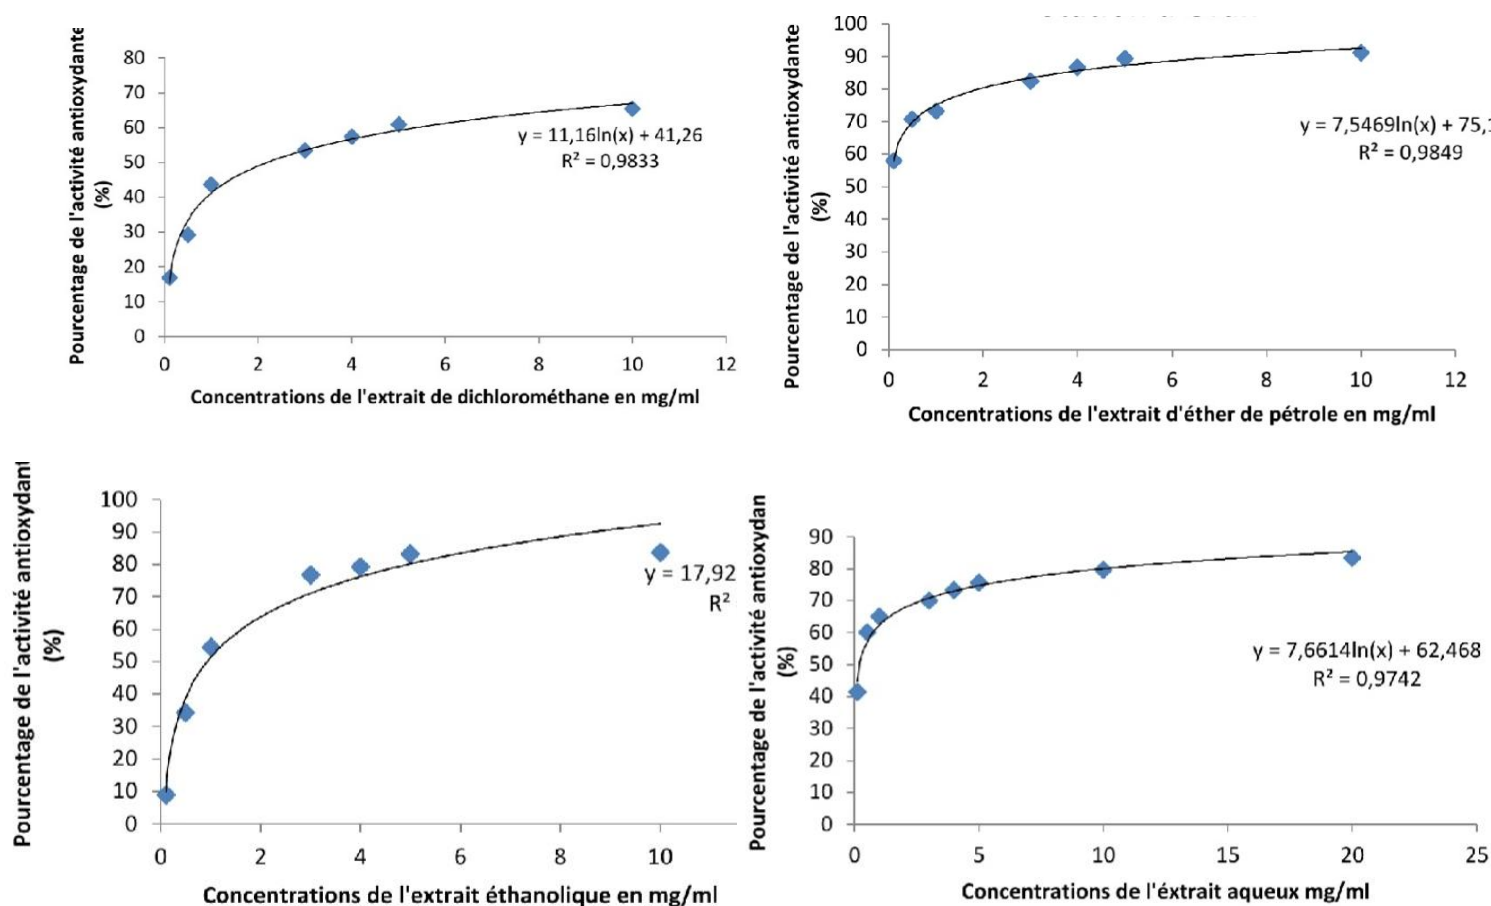 Pourcentage de l'activité antioxydante
(%)
80
70
60
50
40
30
20
10
0
0 2 4 6 8 10 12
y = 11,16ln(x) + 41,26
R² = 0,9833
Concentrations de l'extrait de dichlorométhane en mg/ml
Pourcentage de l'activité antioxydante
(%)
100
90
80
70
60
50
40
30
20
10
0
0 2 4 6 8 10 12
y = 7,5469ln(x) + 75,
R² = 0,9849
Concentrations de l'extrait d'éther de pétrole en mg/ml
Pourcentage de l'activité antioxydant
(%)
100
90
80
70
60
50
40
30
20
10
0
0 2 4 6 8 10
y = 17,92
R²
Concentrations de l'extrait éthanolique en mg/ml
Pourcentage de l'activité antioxydan
(%)
90
80
70
60
50
40
30
20
10
0
0 5 10 15 20 25
y = 7,6614ln(x) + 62,468
R² = 0,9742
Concentrations de l'éxtrait aqueux mg/ml